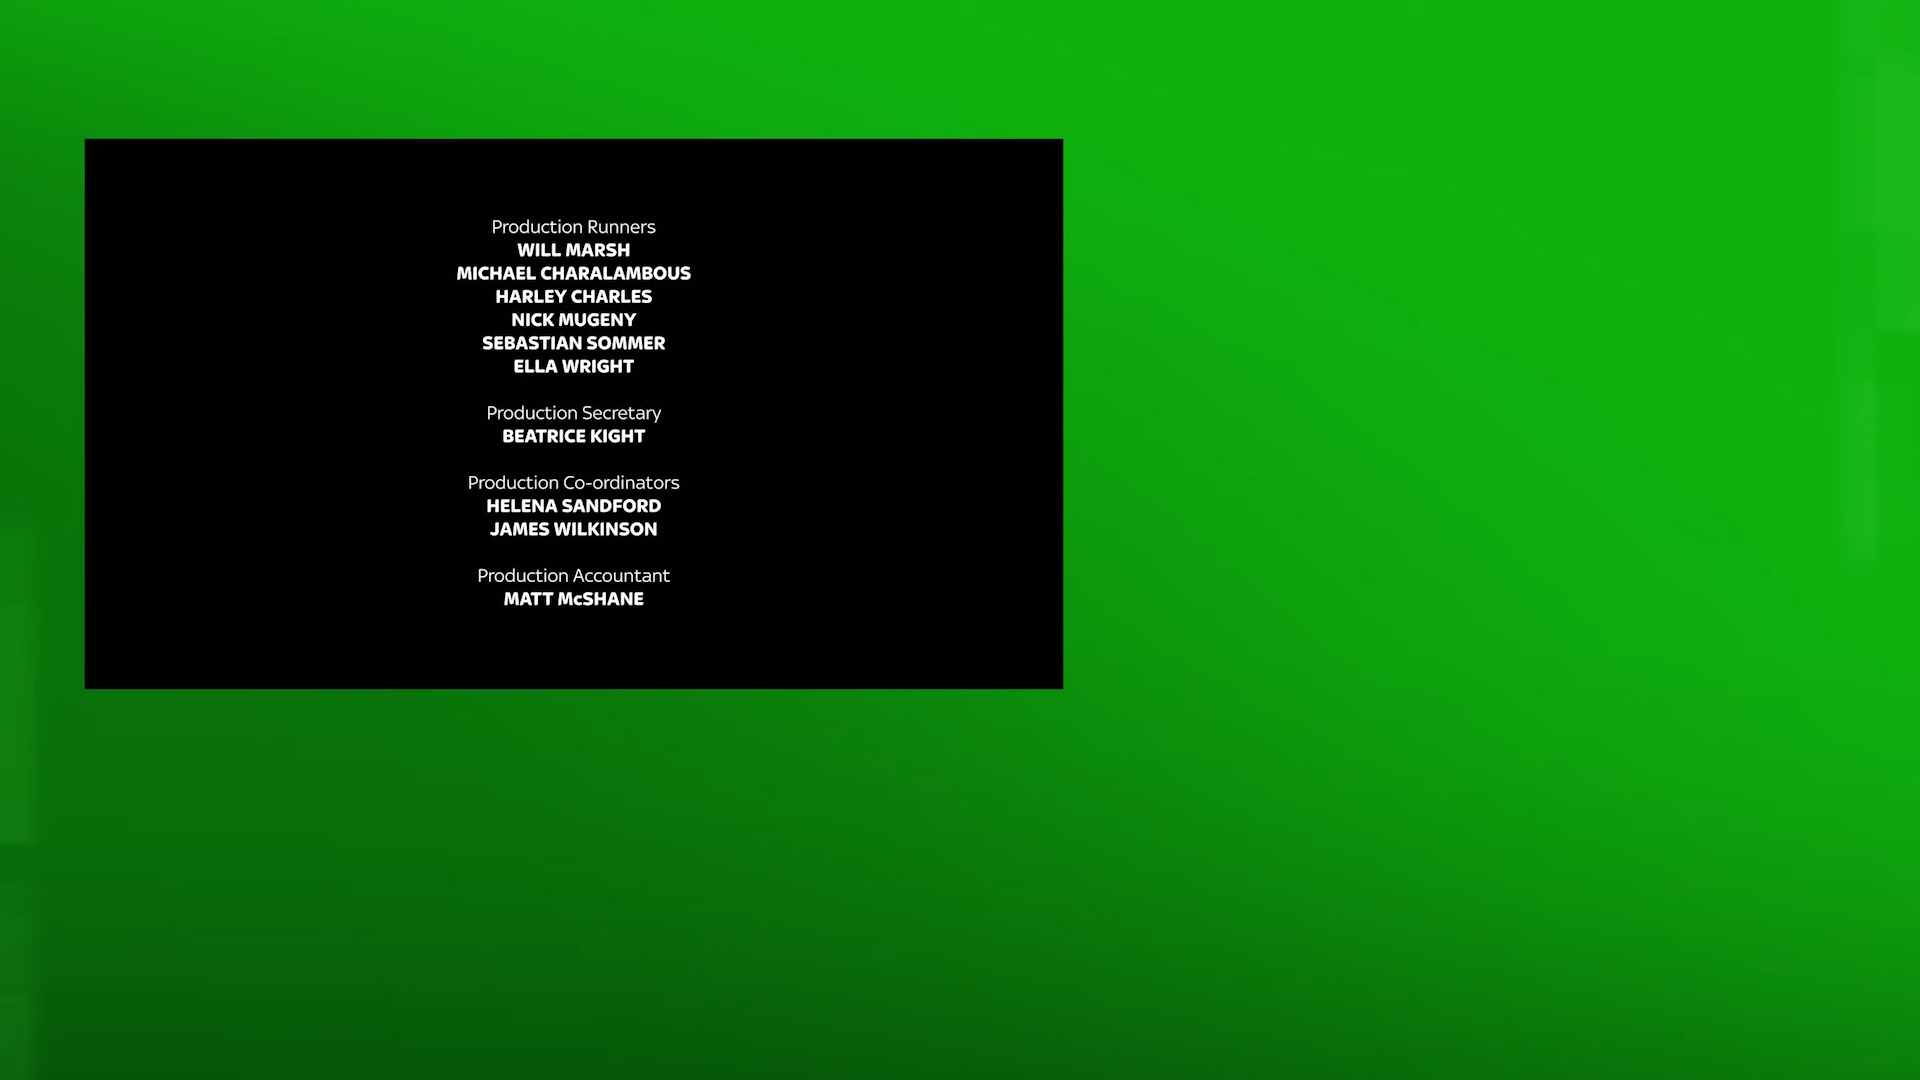 Production Runners
WILL MARSH
MICHAEL CHARALAMBOUS
HARLEY CHARLES
NICK MUGENY
SEBASTIAN SOMMER
ELLA WRIGHT
Production Secretary
BEATRICE KIGHT
Production Co-ordinators
HELENA SANDFORD
JAMES WILKINSON
Production Accountant
MATT McSHANE